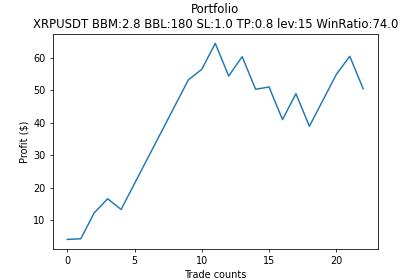 Portfolio
XRPUSDT BBM:2.8 BBL:180 SL:1.0 TP:0.8 lev:15 WinRatio:74.0
60
50
40
30
20
10
Profit ($)
0 5 10 15 20
Trade counts